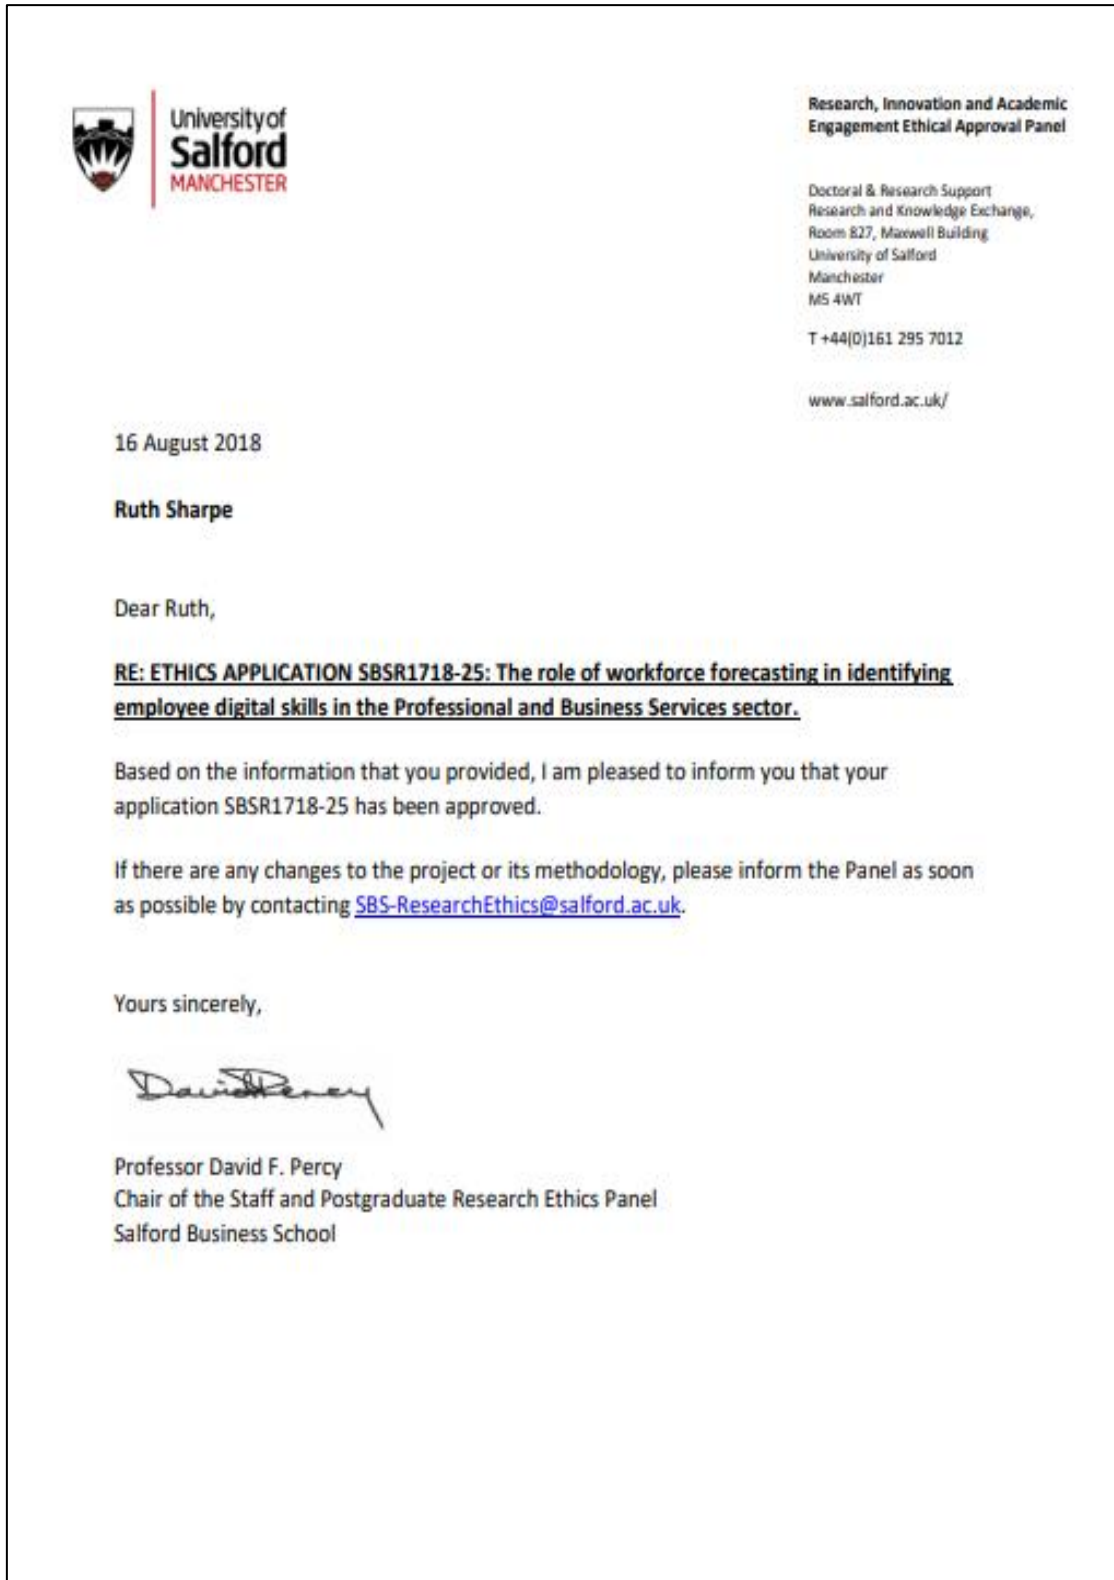 University of
Salford
MANCHESTER
Research, Innovation and Academic
Engagement Ethical Approval Panel
Doctoral & Research Support
Research and Knowledge Exchange,
Room 827, Maxwell Building
University of Salford
Manchester
M5 4WT
T +44(0)161 295 7012
www.salford.ac.uk/
16 August 2018
Ruth Sharpe
Dear Ruth,
RE: ETHICS APPLICATION SBSR1718-25: The role of workforce forecasting in identifying
employee digital skills in the Professional and Business Services sector.
Based on the information that you provided, I am pleased to inform you that your
application SBSR1718-25 has been approved.
If there are any changes to the project or its methodology, please inform the Panel as soon
as possible by contacting SBS-ResearchEthics@salford.ac.uk.
Yours sincerely,
David F Percy
Professor David F. Percy
Chair of the Staff and Postgraduate Research Ethics Panel
Salford Business School